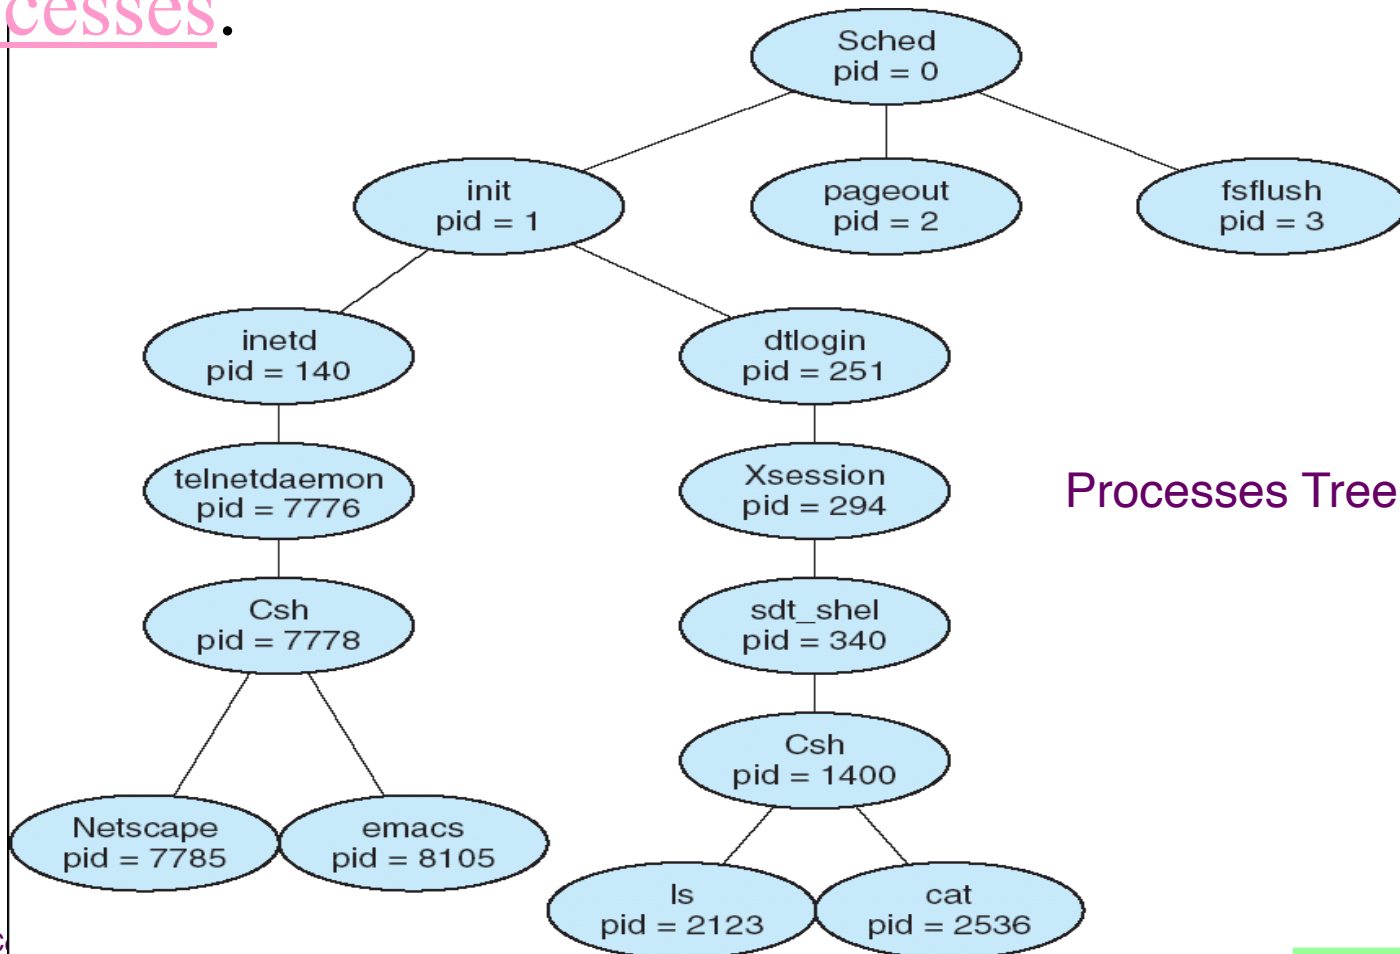 cesses.
Sched
pid = 0
init
pid = 1
pageout
pid = 2
fsflush
pid = 3
inetd
pid = 140
dtlogin
pid = 251
telnetdaemon
pid = 7776
Xsession
pid = 294
Processes Tree
Csh
pid = 7778
sdt_shel
pid = 340
Csh
pid = 1400
Netscape
pid = 7785
emacs
pid = 8105
ls
pid = 2123
cat
pid = 2536